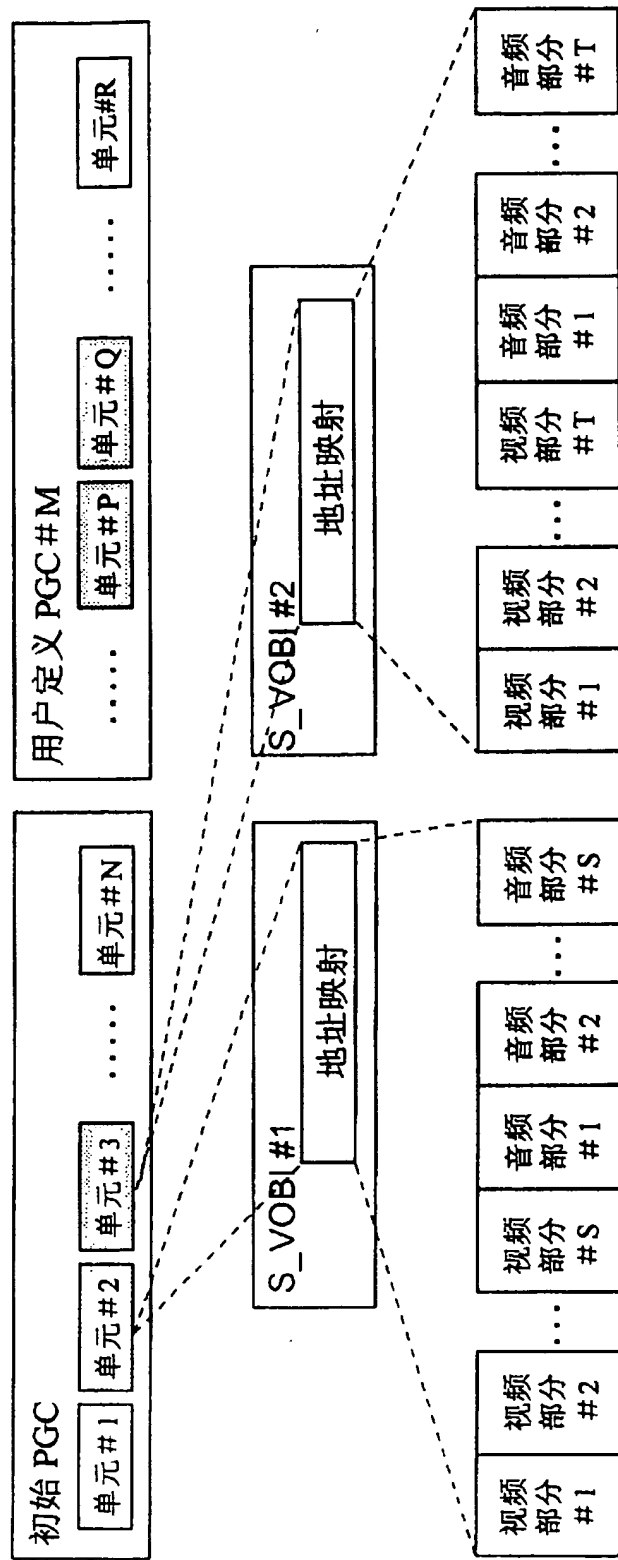 初始 PGC
单元#1
单元#2
单元#3
.....
单元#N
用户定义 PGC#M
.....
单元#P
单元#Q
.....
单元#R
S_VOBI #1
地址映射
S_VOBI #2
地址映射
视频
部分
#1
视频
部分
#2
...
视频
部分
#S
音频
部分
#1
音频
部分
#2
...
音频
部分
#S
视频
部分
#1
视频
部分
#2
...
视频
部分
#T
音频
部分
#1
音频
部分
#2
...
音频
部分
#T